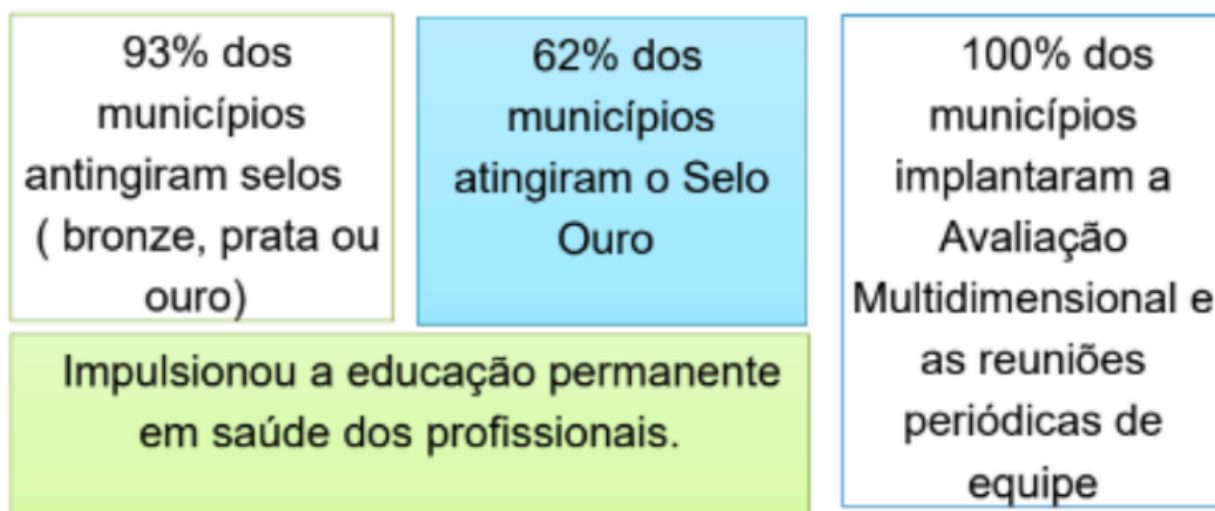 93% dos
municípios
antingiram selos
( bronze, prata ou
ouro)
62% dos
municípios
atingiram o Selo
Ouro
100% dos
municípios
implantaram a
Avaliação
Multidimensional e
as reuniões
periódicas de
equipe
Impulsionou a educação permanente
em saúde dos profissionais.